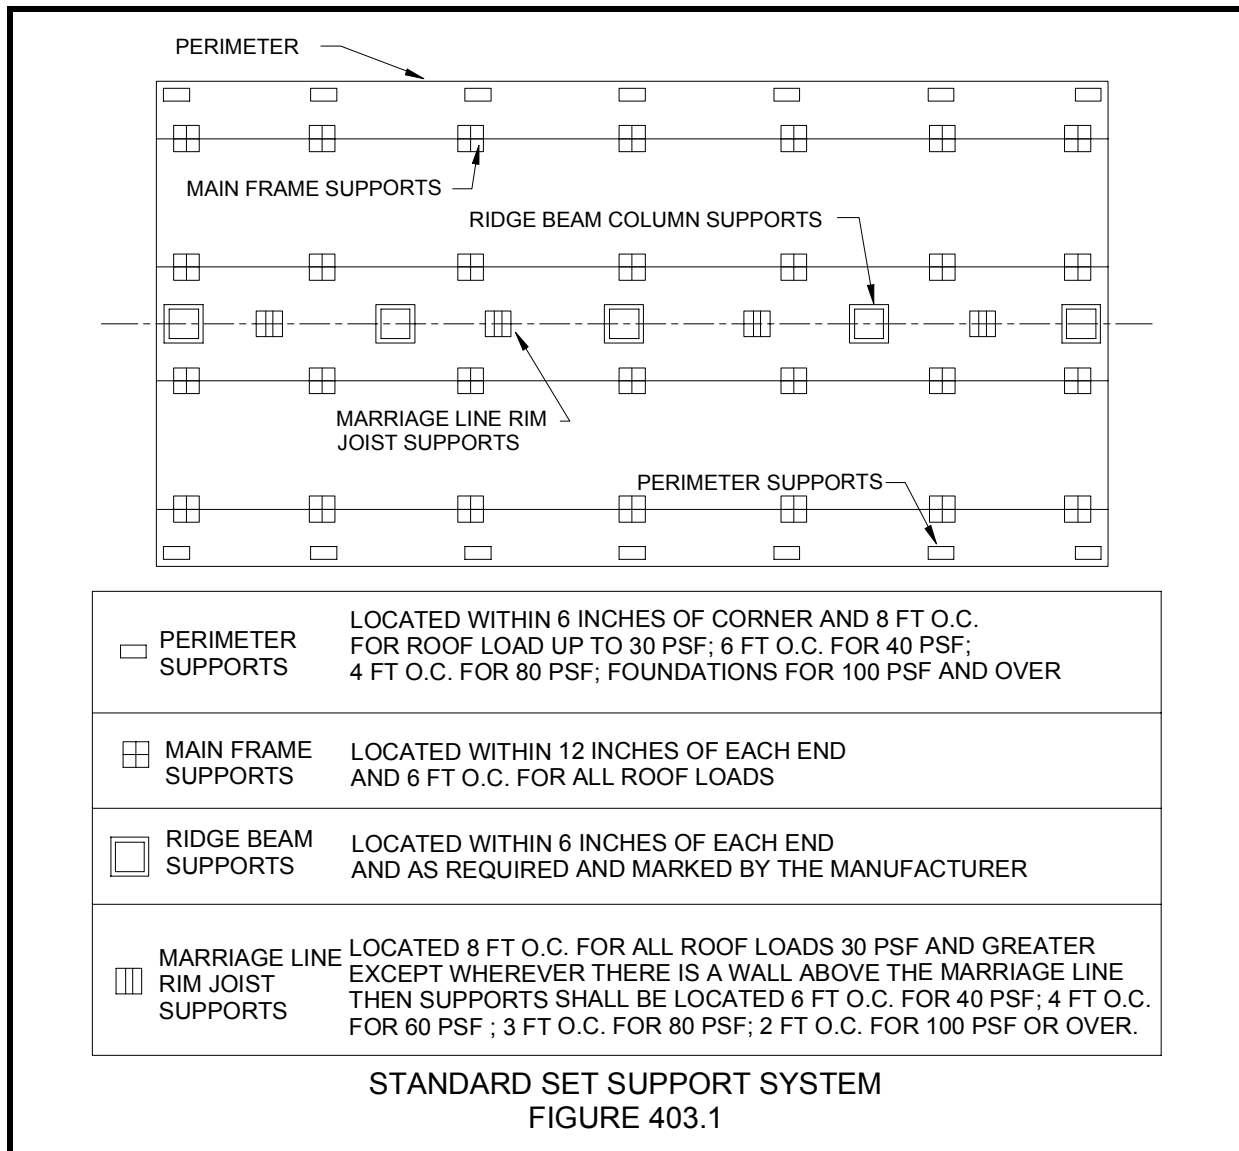 PERIMETER
MAIN FRAME SUPPORTS
RIDGE BEAM COLUMN SUPPORTS
MARRIAGE LINE RIM
JOIST SUPPORTS
PERIMETER SUPPORTS
PERIMETER
SUPPORTS
LOCATED WITHIN 6 INCHES OF CORNER AND 8 FT O.C.
FOR ROOF LOAD UP TO 30 PSF; 6 FT O.C. FOR 40 PSF;
4 FT O.C. FOR 80 PSF; FOUNDATIONS FOR 100 PSF AND OVER
MAIN FRAME
SUPPORTS
LOCATED WITHIN 12 INCHES OF EACH END
AND 6 FT O.C. FOR ALL ROOF LOADS
RIDGE BEAM
SUPPORTS
LOCATED WITHIN 6 INCHES OF EACH END
AND AS REQUIRED AND MARKED BY THE MANUFACTURER
MARRIAGE LINE
RIM JOIST
SUPPORTS
LOCATED 8 FT O.C. FOR ALL ROOF LOADS 30 PSF AND GREATER
EXCEPT WHEREVER THERE IS A WALL ABOVE THE MARRIAGE LINE
THEN SUPPORTS SHALL BE LOCATED 6 FT O.C. FOR 40 PSF; 4 FT O.C.
FOR 60 PSF ; 3 FT O.C. FOR 80 PSF; 2 FT O.C. FOR 100 PSF OR OVER.
STANDARD SET SUPPORT SYSTEM
FIGURE 403.1